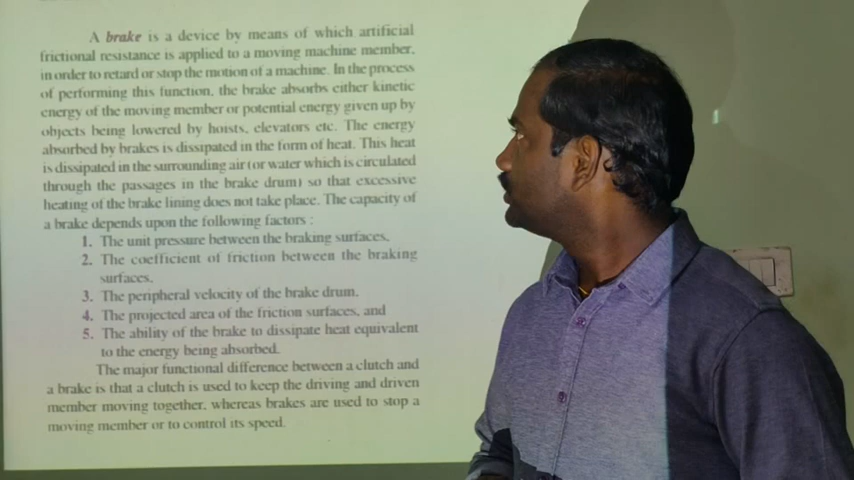 A brake is a device by means of which artificial
frictional resistance is applied to a moving machine member,
in order to retard or stop the motion of a machine. In the process
of performing this function, the brake absorbs either kinetic
energy of the moving member or potential energy given up by
objects being lowered by hoists, elevators etc. The energy
absorbed by brakes is dissipated in the form of heat. This heat
is dissipated in the surrounding air (or water which is circulated
through the passages in the brake drum) so that excessive
heating of the brake lining does not take place. The capacity of
a brake depends upon the following factors :
1. The unit pressure between the braking surfaces,
2. The coefficient of friction between the braking
surfaces,
3. The peripheral velocity of the brake drum,
4. The projected area of the friction surfaces, and
5. The ability of the brake to dissipate heat equivalent
to the energy being absorbed.
The major functional difference between a clutch and
a brake is that a clutch is used to keep the driving and driven
member moving together, whereas brakes are used to stop a
moving member or to control its speed.